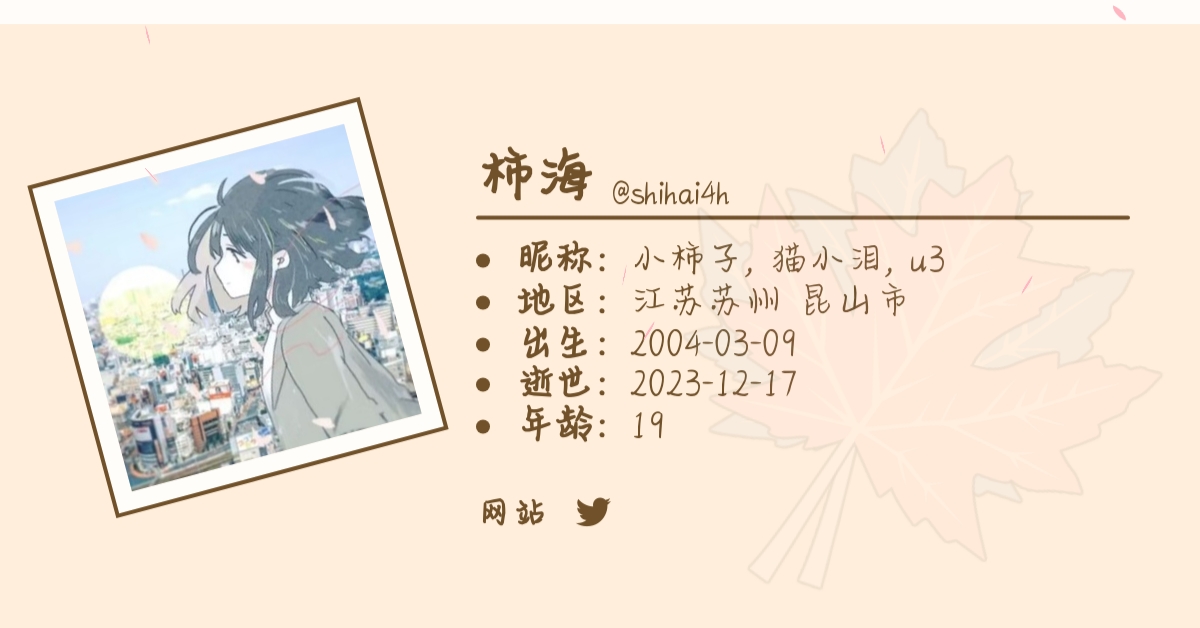 柿海 @shihai4h
昵称：小柿子, 猫小泪, u3
地区：江苏苏州 昆山市
出生：2004-03-09
逝世：2023-12-17
年龄：19
网站